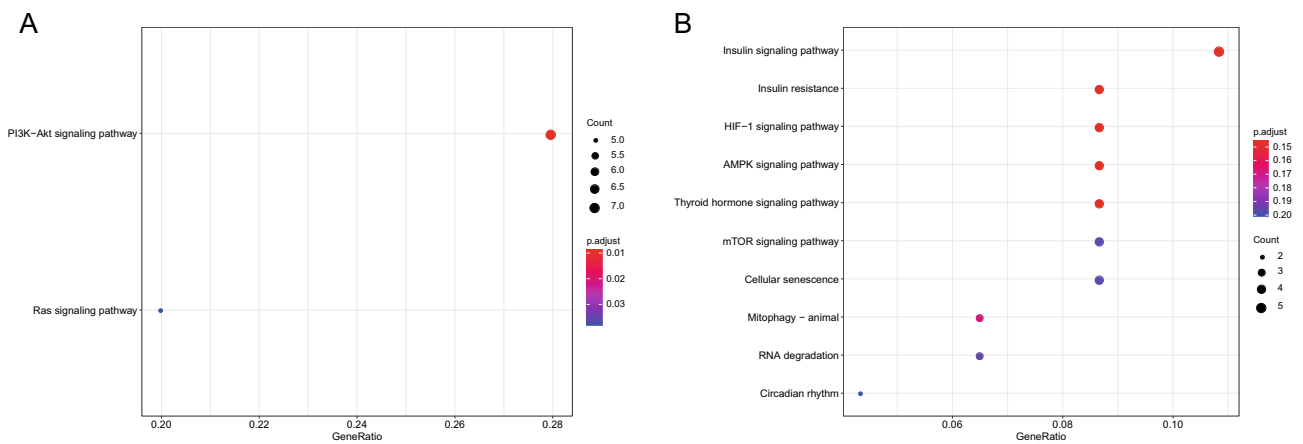 A
PI3K−Akt signaling pathway
Ras signaling pathway
0.20
0.22
0.24
0.26
0.28
GeneRatio
Count
5.0
5.5
6.0
6.5
7.0
p.adjust
0.01
0.02
0.03
B
Insulin signaling pathway
Insulin resistance
HIF−1 signaling pathway
AMPK signaling pathway
Thyroid hormone signaling pathway
mTOR signaling pathway
Cellular senescence
Mitophagy − animal
RNA degradation
Circadian rhythm
0.06
0.08
0.10
GeneRatio
p.adjust
0.15
0.16
0.17
0.18
0.19
0.20
Count
2
3
4
5